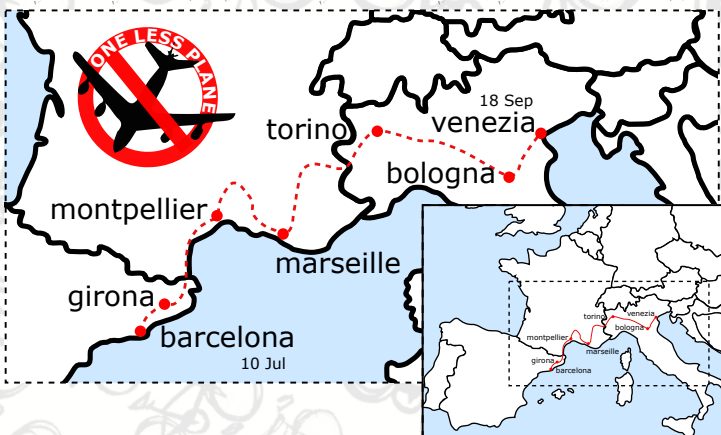 ONE LESS PLANE
18 Sep
torino
venezia
bologna
montpellier
marseille
girona
barcelona
10 Jul
torino
venezia
bologna
montpellier
marseille
girona
barcelona